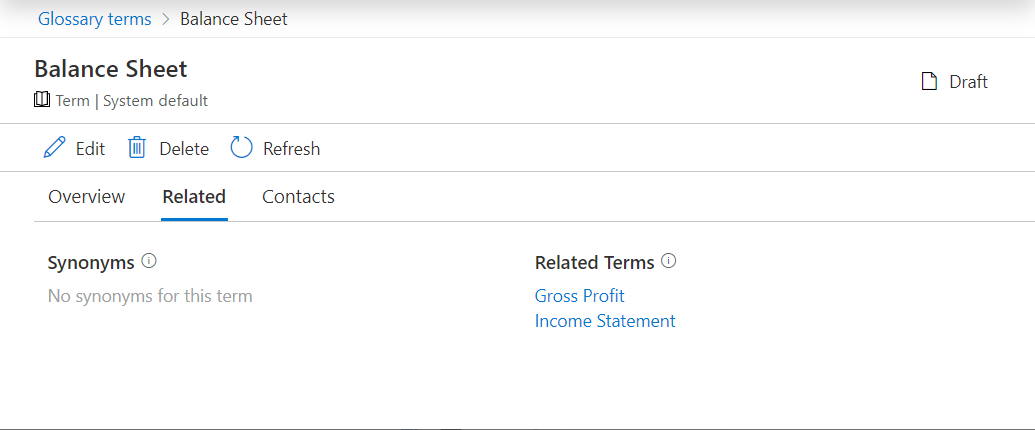 Glossary terms > Balance Sheet
Balance Sheet
Term | System default
Draft
Edit Delete Refresh
Overview Related Contacts
Synonyms
No synonyms for this term
Related Terms
Gross Profit
Income Statement